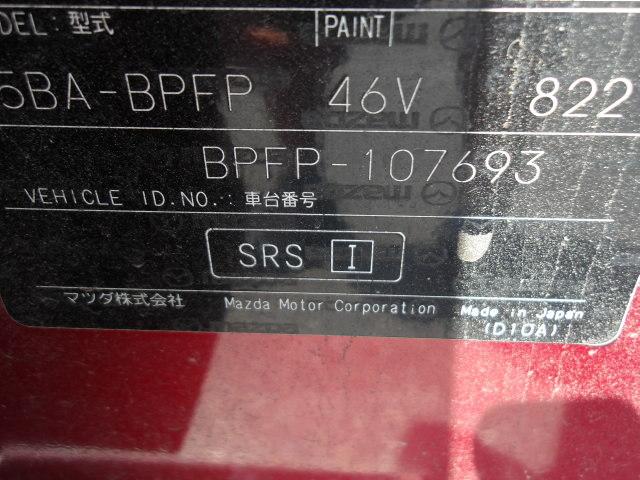 DEL: 型式 PAINT
5BA-BPFP 46V 822
BPFP-107693
VEHICLE ID.NO.: 車台番号
SRS I
マツダ株式会社 Mazda Motor Corporation Made in Japan
(D10A)